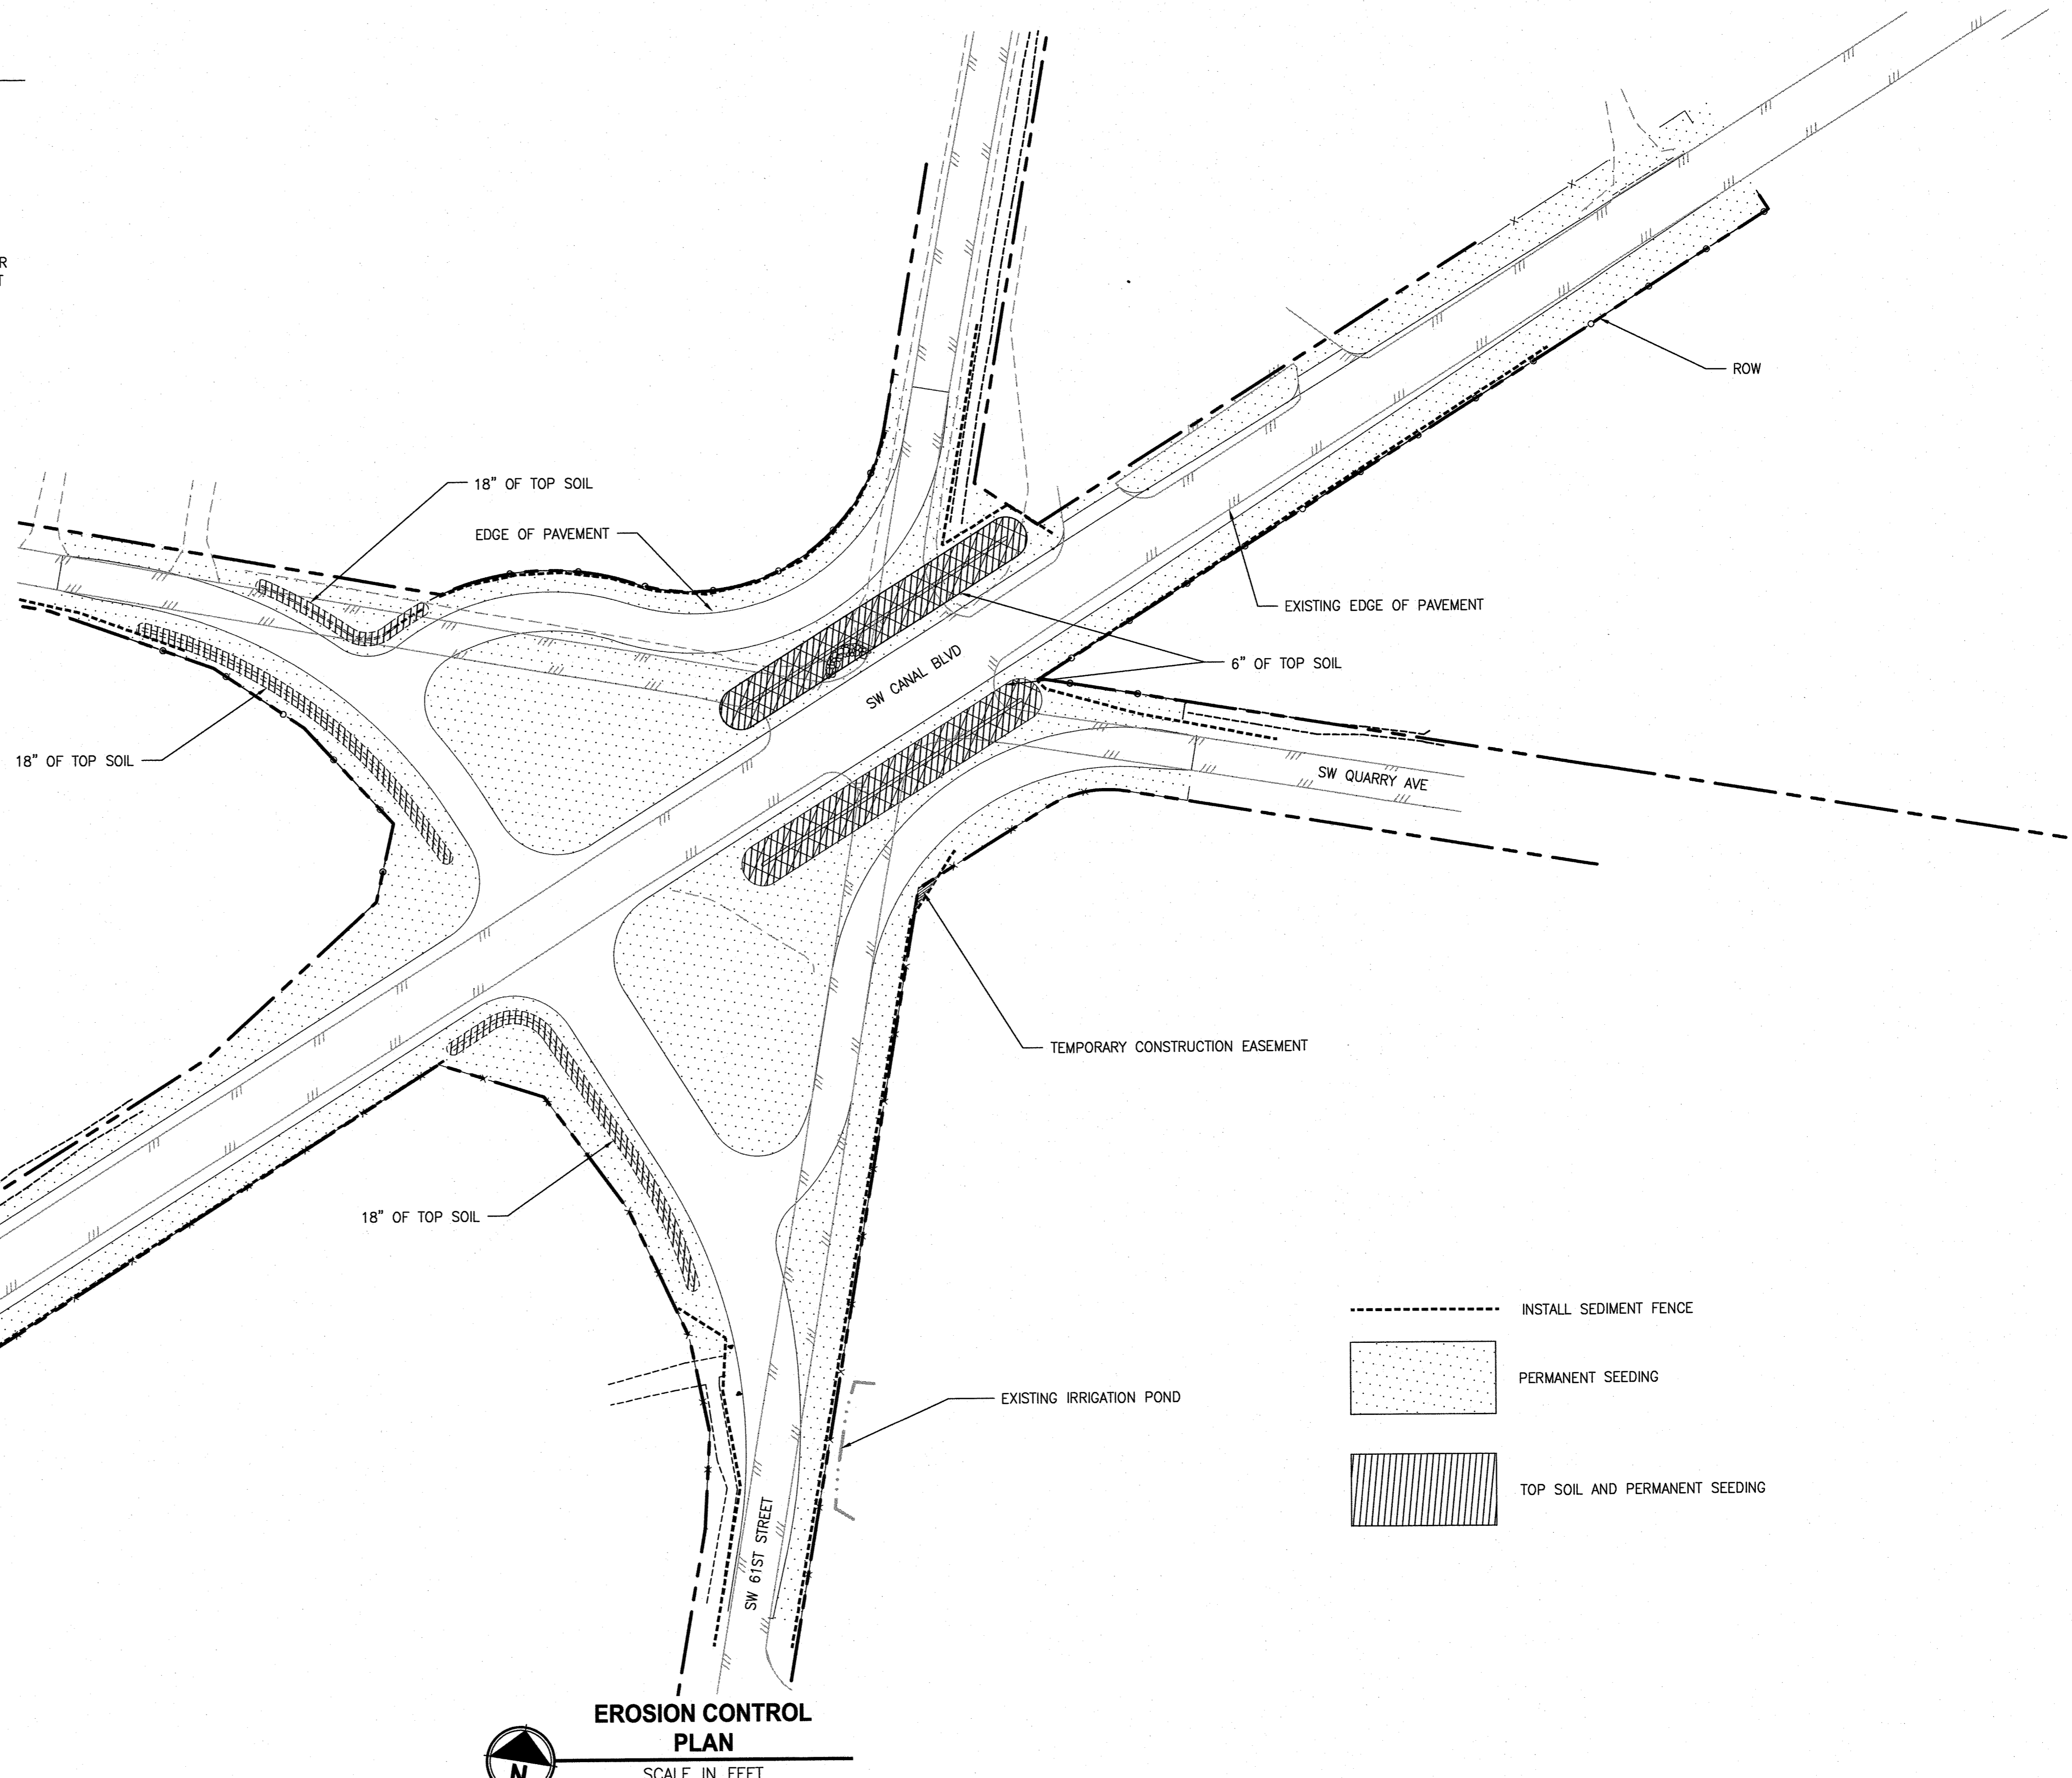 R
T
ROW
18" OF TOP SOIL
EDGE OF PAVEMENT
EXISTING EDGE OF PAVEMENT
6" OF TOP SOIL
SW CANAL BLVD
18" OF TOP SOIL
SW QUARRY AVE
TEMPORARY CONSTRUCTION EASEMENT
18" OF TOP SOIL
INSTALL SEDIMENT FENCE
PERMANENT SEEDING
EXISTING IRRIGATION POND
TOP SOIL AND PERMANENT SEEDING
SW 61ST STREET
EROSION CONTROL
PLAN
N
SCALE IN FEET